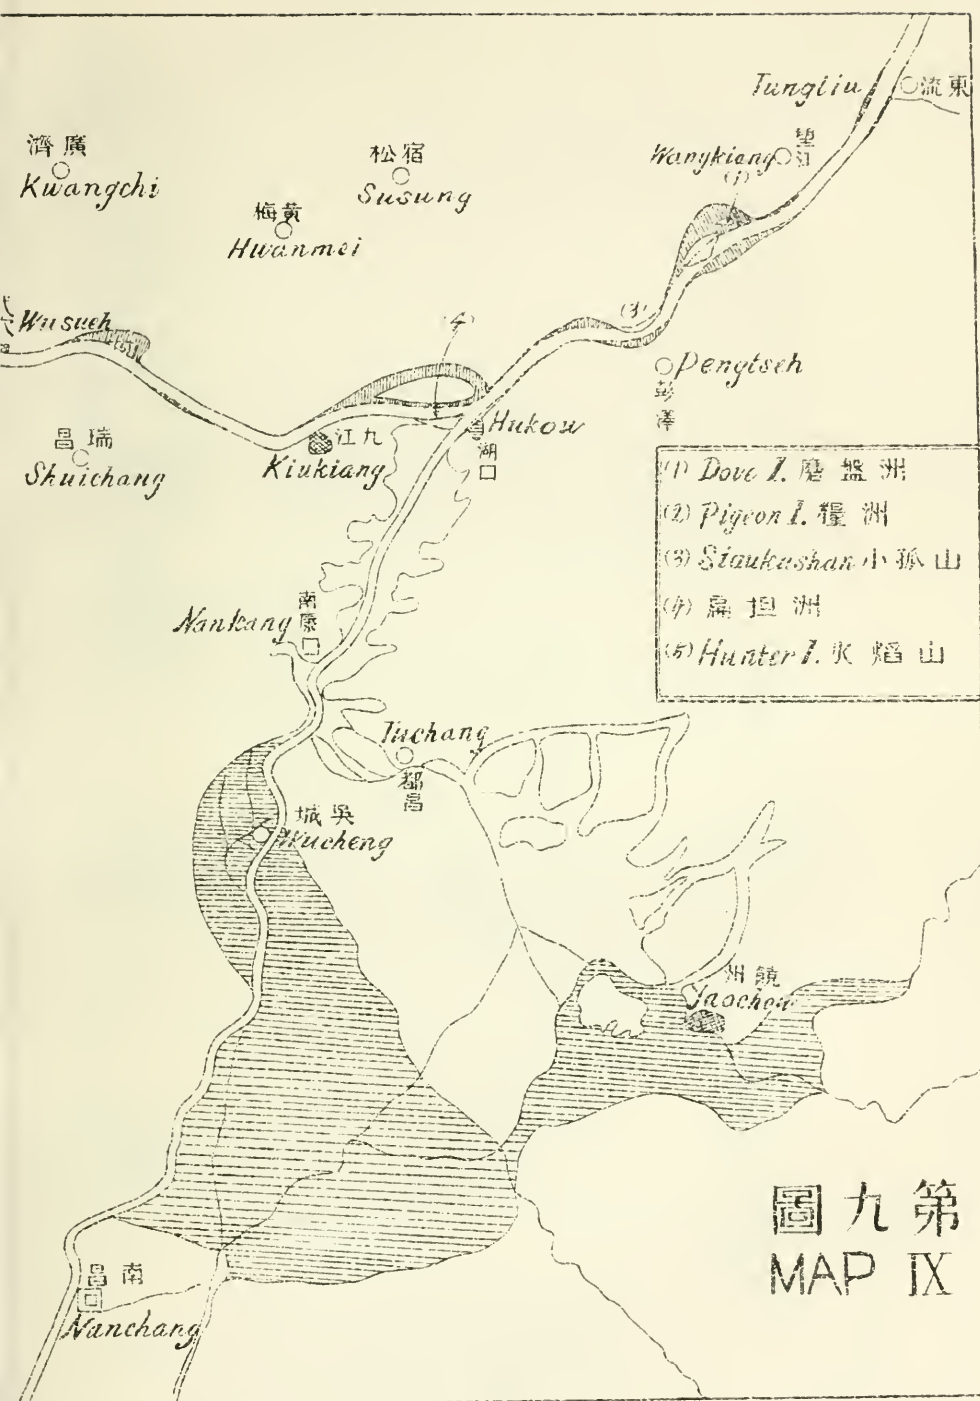 Tungliu
流東
望江
Wangkiang
(1)
濟廣
Kwangchi
松宿
Susung
梅黃
Hwanmei
Wusueh
(3)
(4)
Pengtseh
彭澤
Hukow
湖口
江九
Kiukiang
昌瑞
Shuichang
(1) Dove I. 磨盤洲
(2) Pigeon I. 糧洲
(3) Siaukushan 小孤山
(4) 扁担洲
(5) Hunter I. 火熖山
南康
Nankang
Tuchang
都昌
城吳
Wucheng
州饒
Jaochow
昌南
Nanchang
圖九第
MAP IX